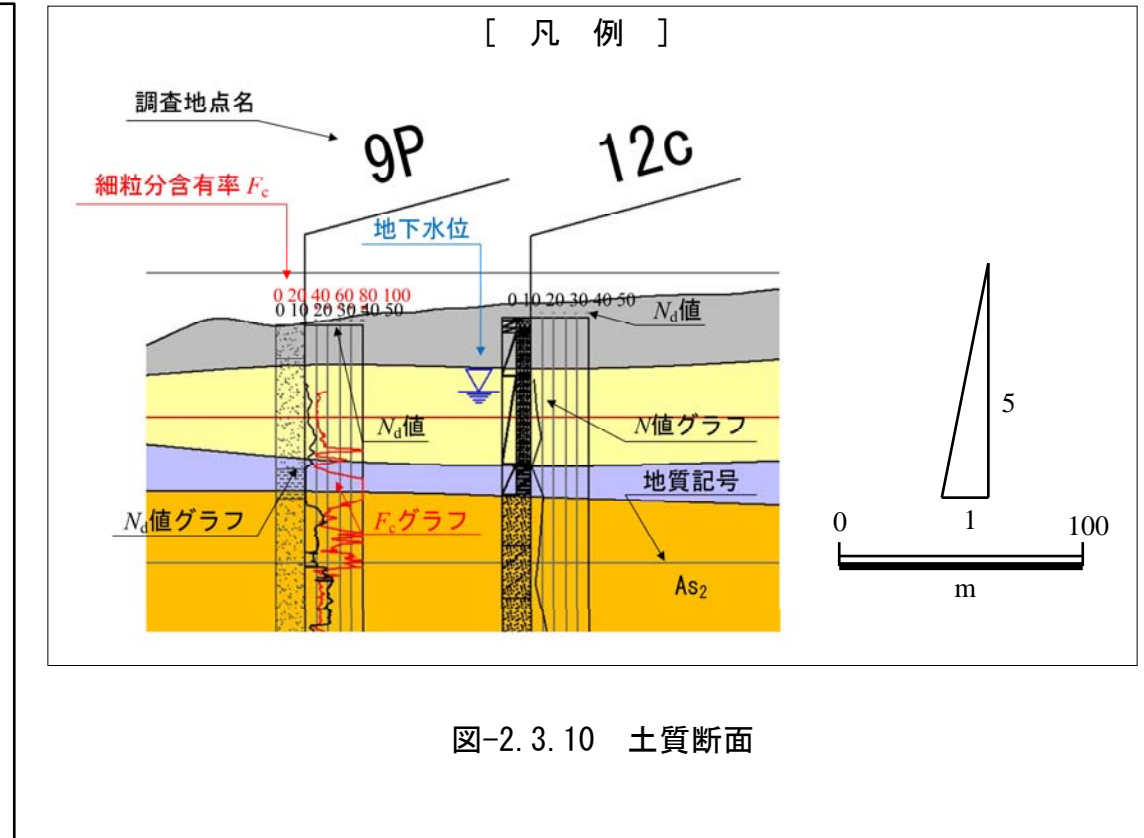 [ 凡 例 ]
調査地点名
9P
12c
細粒分含有率 Fc
地下水位
0 20 40 60 80 100
0 10 20 30 40 50
0 10 20 30 40 50
Nd値
Nd値
N値グラフ
地質記号
Nd値グラフ
Fcグラフ
As2
5
1
0 100
m
図-2.3.10 土質断面